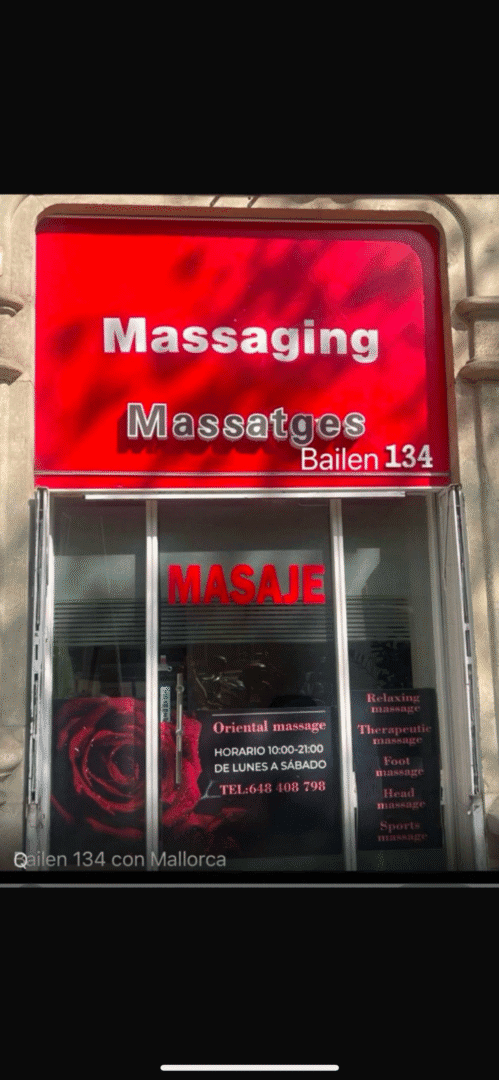 Massaging
Massatges
Bailen 134
MASAJE
Oriental massage
HORARIO 10:00-21:00
DE LUNES A SÁBADO
TEL:648 408 798
Relaxing
massage
Therapeutic
massage
Foot
massage
Head
massage
Sports
massage
Bailen 134 con Mallorca